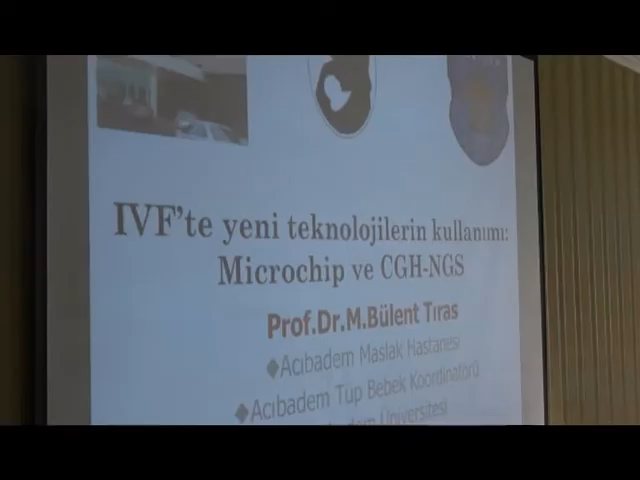 IVF'te yeni teknolojilerin kullanımı:
Microchip ve CGH-NGS
Prof.Dr.M.Bülent Tıras
◆Acıbadem Maslak Hastanesi
◆Acıbadem Tüp Bebek Koordinatörü
Üniversitesi